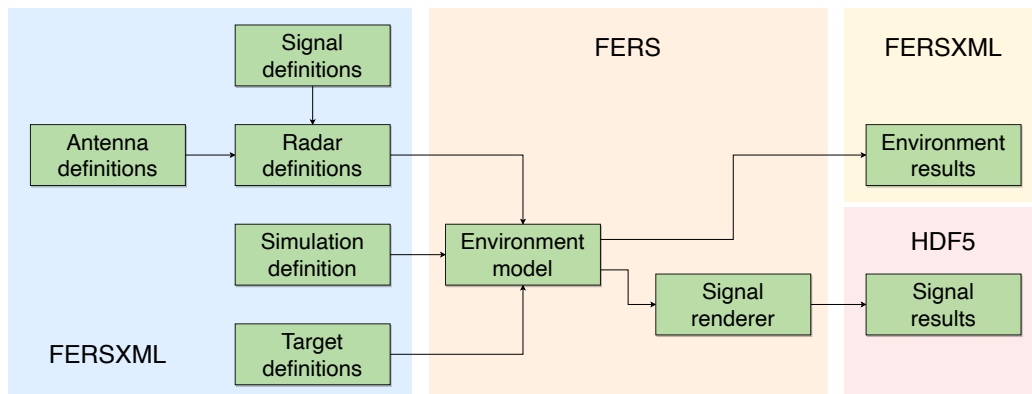 Signal
definitions
FERS
FERSXML
Antenna
definitions
Radar
definitions
Environment
results
Simulation
definition
Environment
model
HDF5
Signal
renderer
Signal
results
FERSXML
Target
definitions